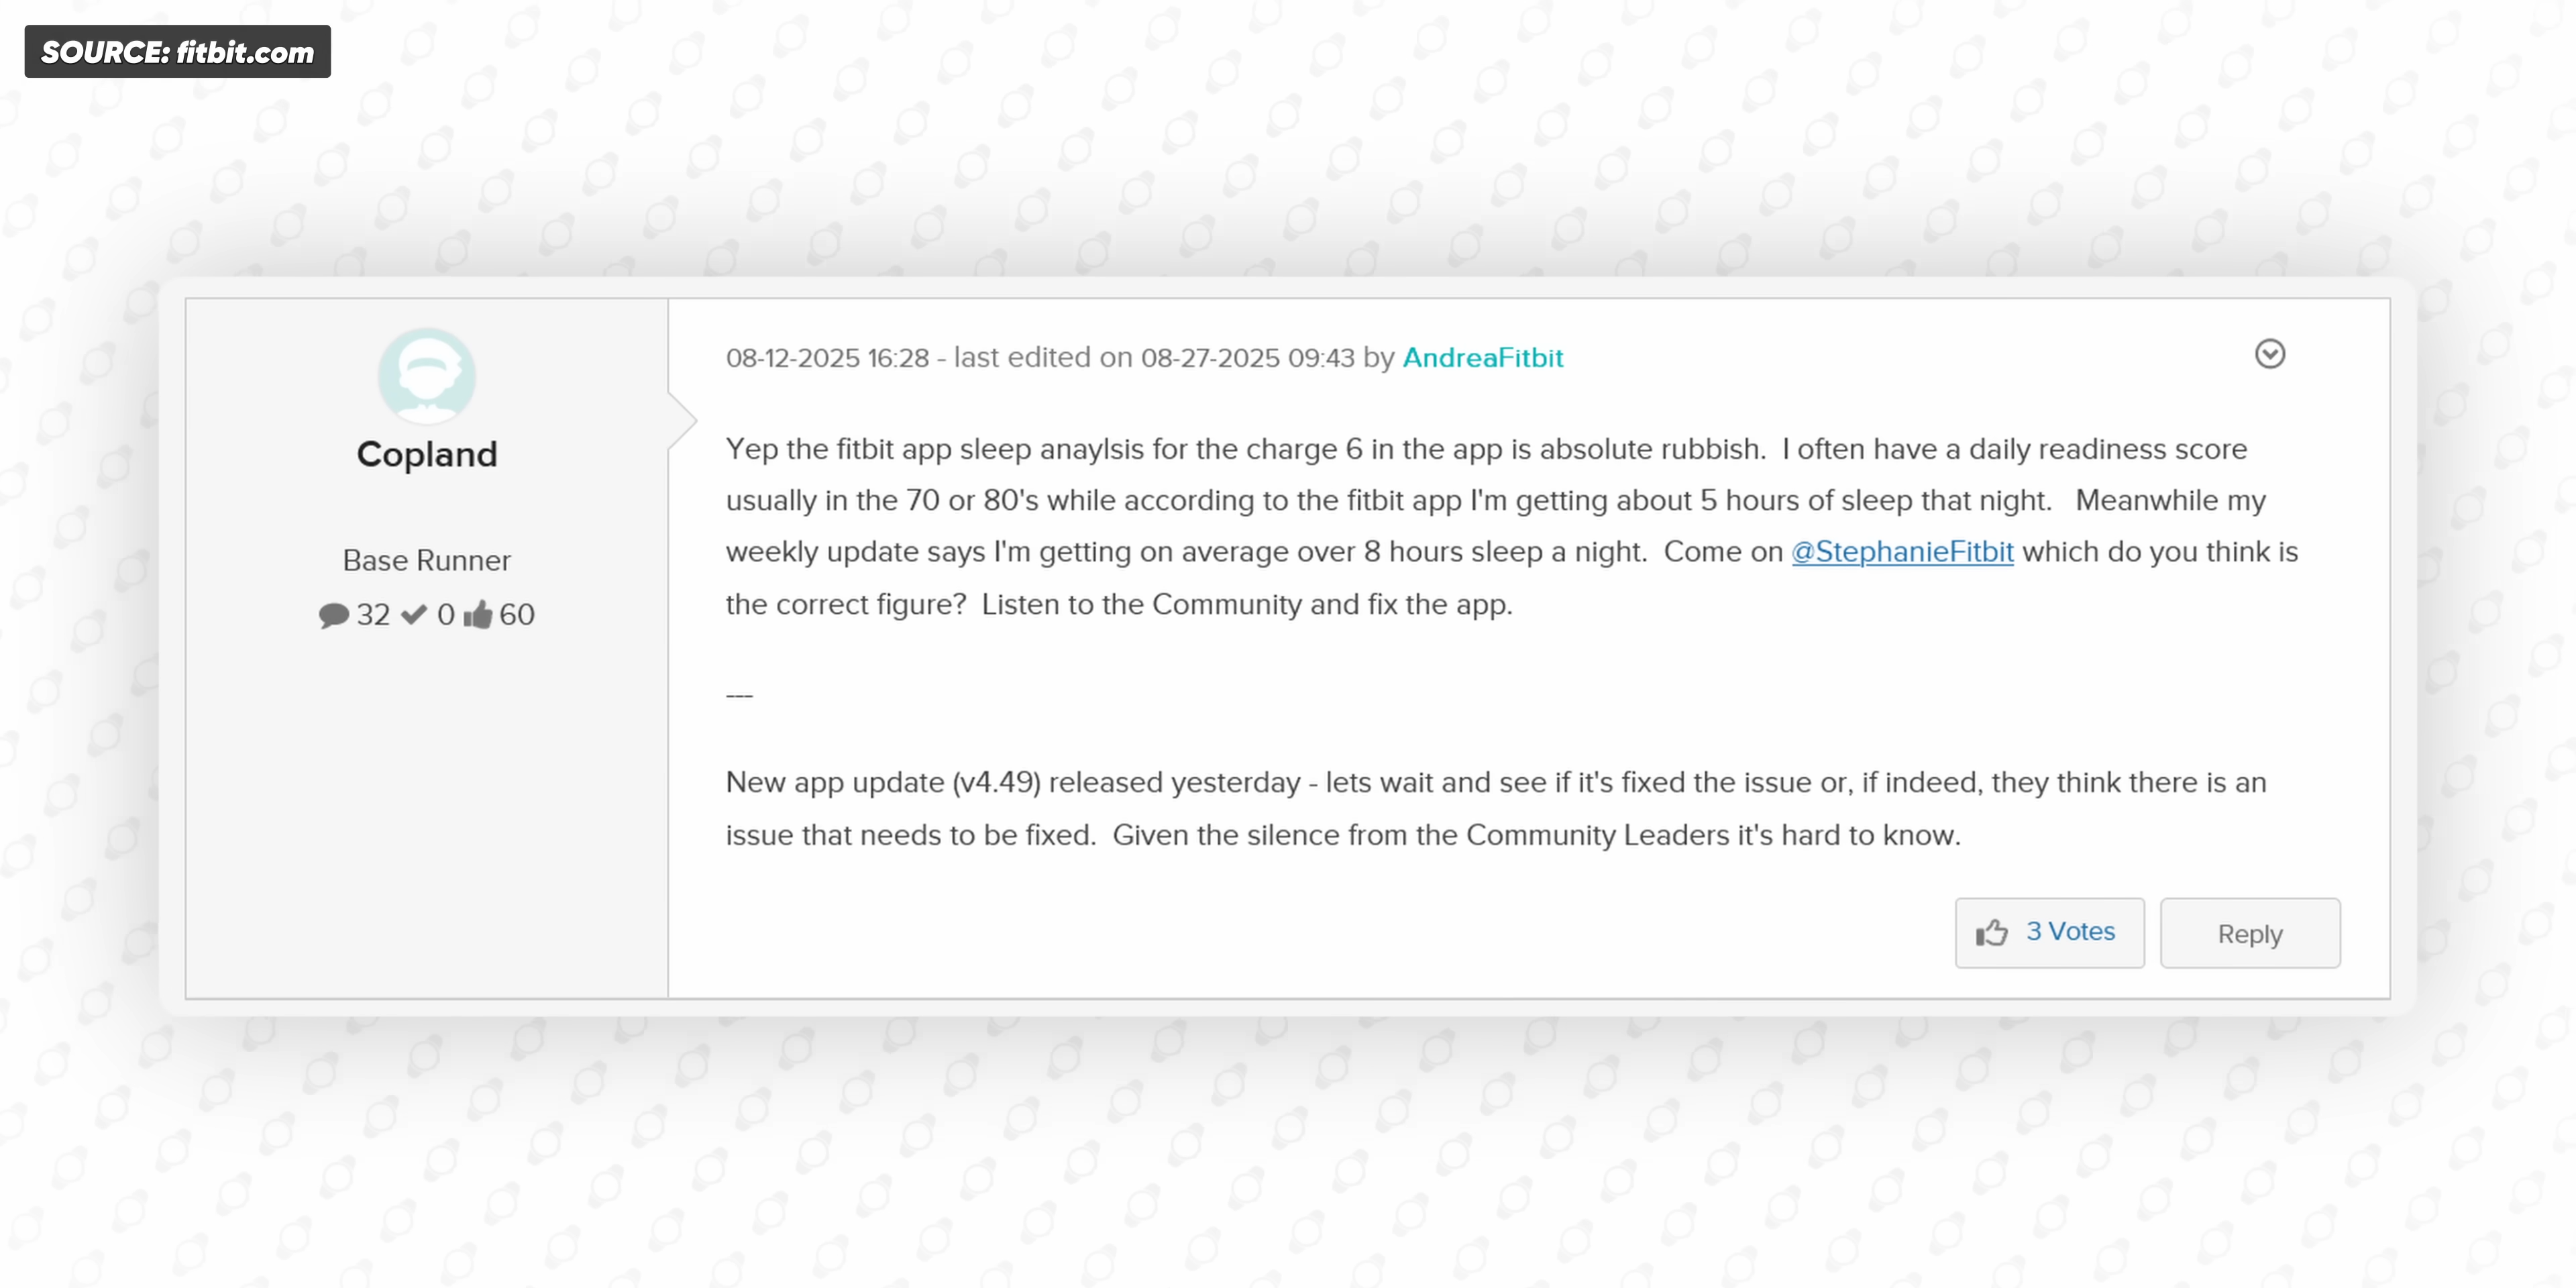 SOURCE: fitbit.com
Copland
Base Runner
32 0 60
08-12-2025 16:28 - last edited on 08-27-2025 09:43 by AndreaFitbit
Yep the fitbit app sleep anaylsis for the charge 6 in the app is absolute rubbish.  I often have a daily readiness score
usually in the 70 or 80's while according to the fitbit app I'm getting about 5 hours of sleep that night.   Meanwhile my
weekly update says I'm getting on average over 8 hours sleep a night.  Come on @StephanieFitbit which do you think is
the correct figure?  Listen to the Community and fix the app.
---
New app update (v4.49) released yesterday - lets wait and see if it's fixed the issue or, if indeed, they think there is an
issue that needs to be fixed.  Given the silence from the Community Leaders it's hard to know.
3 Votes
Reply